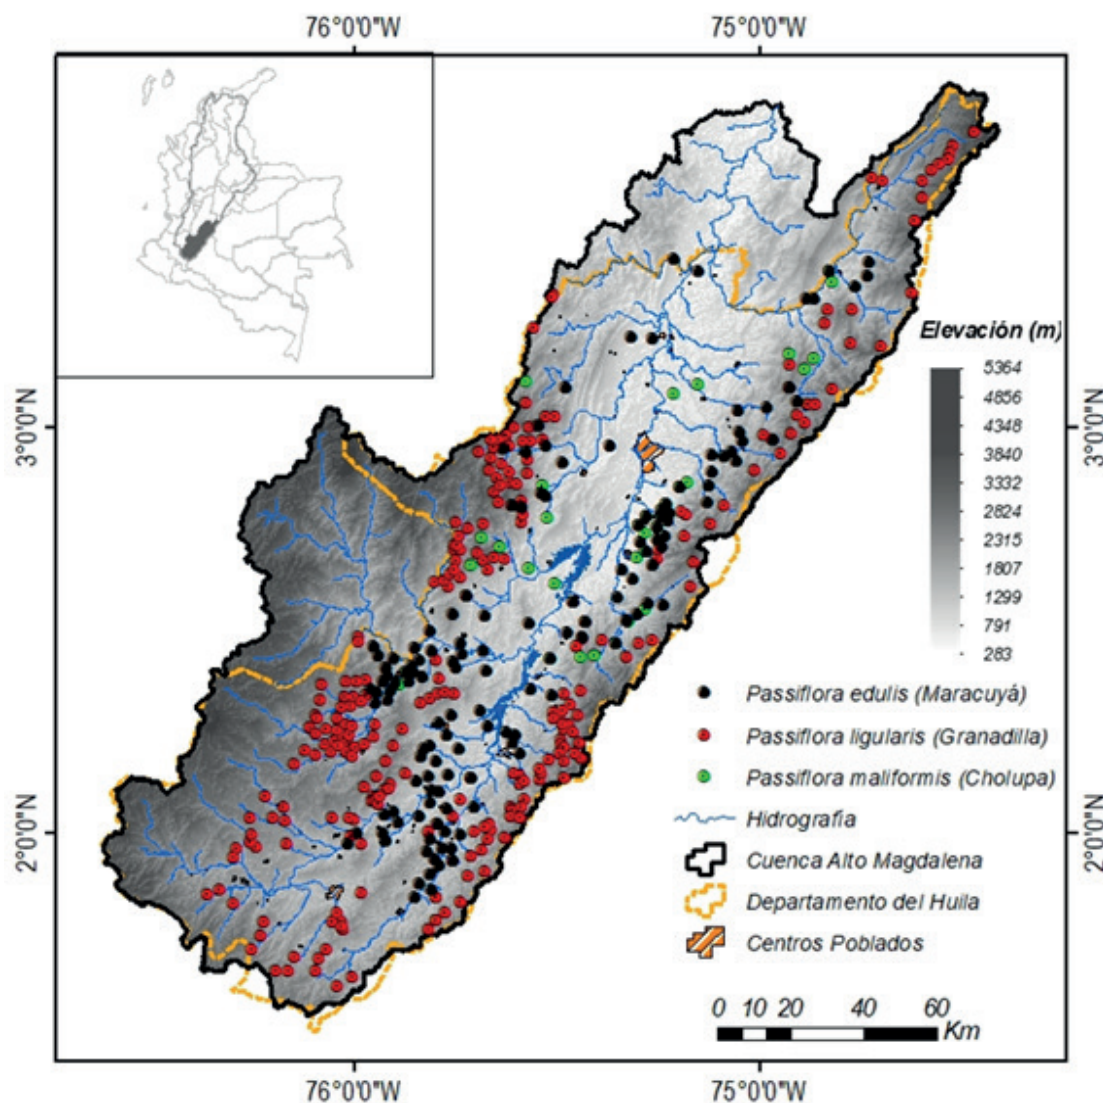 76°0'0"W
75°0'0"W
3°0'0"N
3°0'0"N
2°0'0"N
2°0'0"N
Elevación (m)
5364
4856
4348
3840
3332
2824
2315
1807
1299
791
283
Passiflora edulis (Maracuyá)
Passiflora ligularis (Granadilla)
Passiflora maliformis (Cholupa)
Hidrografía
Cuenca Alto Magdalena
Departamento del Huila
Centros Poblados
0 10 20 40 60
Km
76°0'0"W
75°0'0"W